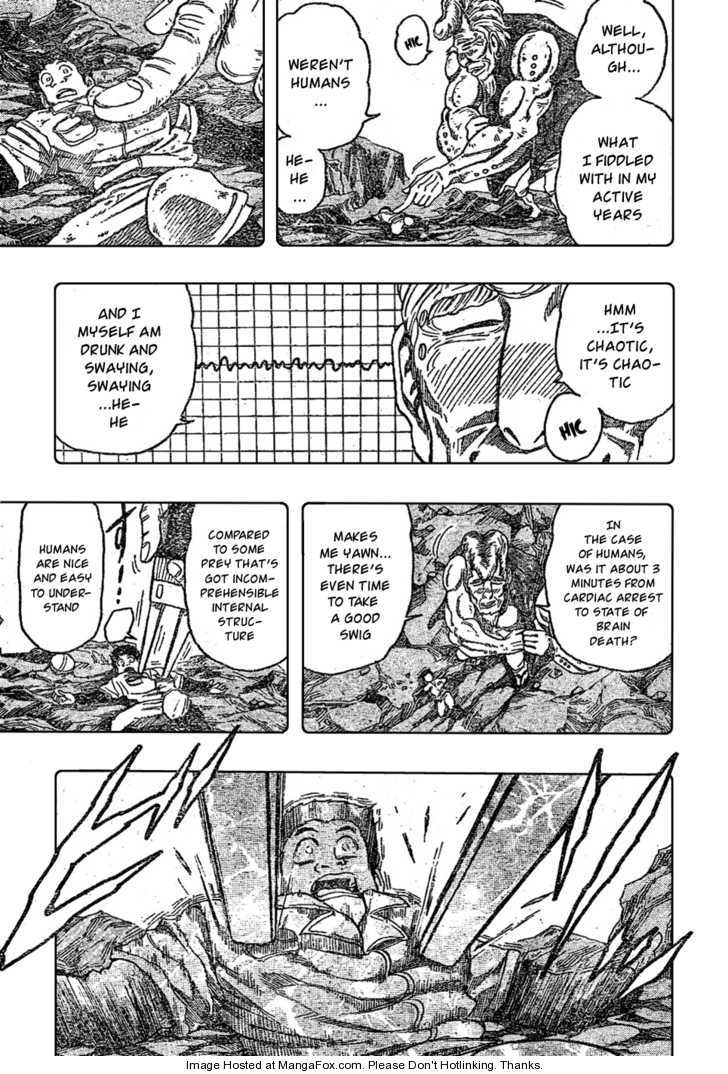 WELL,
ALTHOU-
GH...
WHAT
I FIDDLED
WITH IN MY
ACTIVE
YEARS
HIC
WEREN'T
HUMANS
...
HE-
HE
...
HMM
...IT'S
CHAOTIC,
IT'S CHAO-
TIC
HIC
AND I
MYSELF AM
DRUNK AND
SWAYING,
SWAYING
...HE-
HE
IN
THE CASE
OF HUMANS,
WAS IT ABOUT 3
MINUTES FROM
CARDIAC ARREST
TO STATE OF
BRAIN
DEATH?
MAKES
ME YAWN...
THERE'S
EVEN TIME
TO TAKE
A GOOD
SWIG
COMPARED
TO SOME
PREY THAT'S
GOT INCOM-
PREHENSIBLE
INTERNAL
STRUC-
TURE
HUMANS
ARE NICE
AND EASY
TO UNDER-
STAND
Image Hosted at MangaFox.com. Please Don't Hotlinking. Thanks.